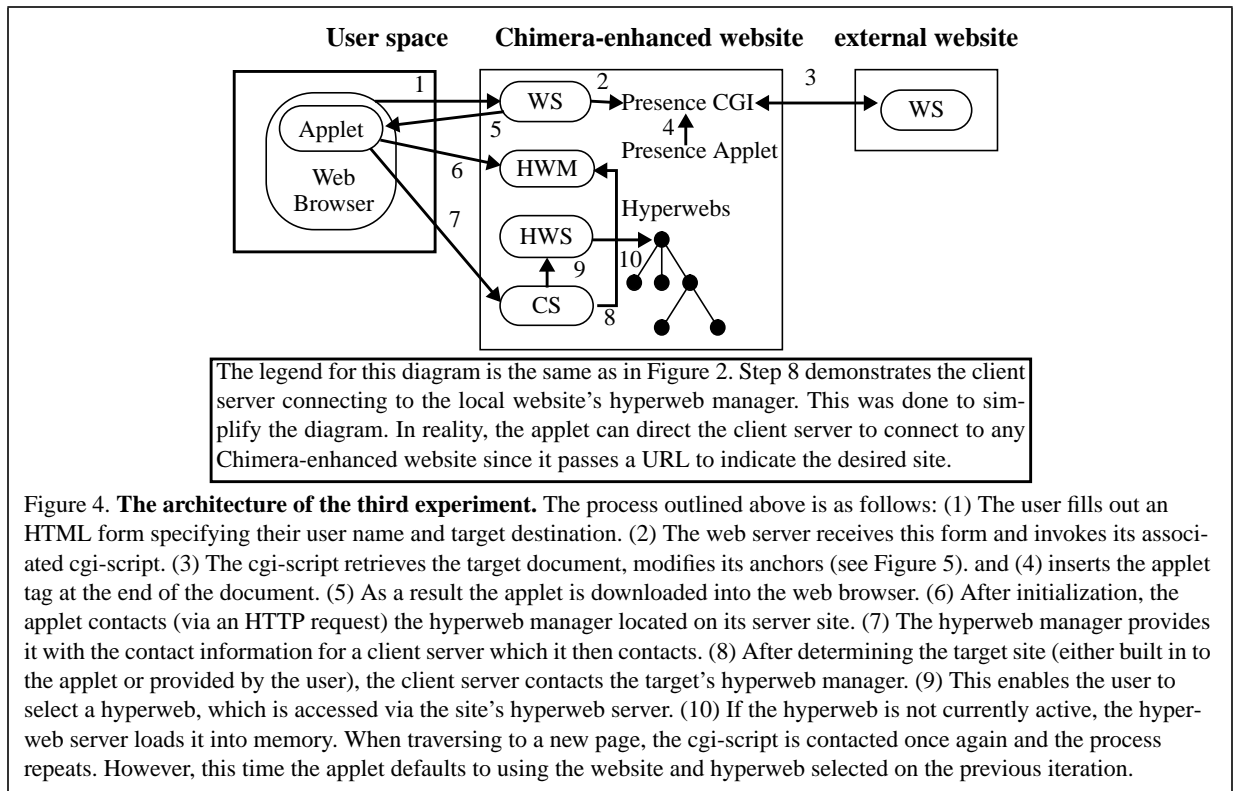 User space Chimera-enhanced website external website
1
2
3
WS
Presence CGI
WS
5
4
Applet
Presence Applet
6
HWM
Web
Browser
7
Hyperwebs
HWS
9
10
CS
8
The legend for this diagram is the same as in Figure 2. Step 8 demonstrates the client
server connecting to the local website's hyperweb manager. This was done to sim-
plify the diagram. In reality, the applet can direct the client server to connect to any
Chimera-enhanced website since it passes a URL to indicate the desired site.
Figure 4. The architecture of the third experiment. The process outlined above is as follows: (1) The user fills out an
HTML form specifying their user name and target destination. (2) The web server receives this form and invokes its associ-
ated cgi-script. (3) The cgi-script retrieves the target document, modifies its anchors (see Figure 5). and (4) inserts the applet
tag at the end of the document. (5) As a result the applet is downloaded into the web browser. (6) After initialization, the
applet contacts (via an HTTP request) the hyperweb manager located on its server site. (7) The hyperweb manager provides
it with the contact information for a client server which it then contacts. (8) After determining the target site (either built in to
the applet or provided by the user), the client server contacts the target's hyperweb manager. (9) This enables the user to
select a hyperweb, which is accessed via the site's hyperweb server. (10) If the hyperweb is not currently active, the hyper-
web server loads it into memory. When traversing to a new page, the cgi-script is contacted once again and the process
repeats. However, this time the applet defaults to using the website and hyperweb selected on the previous iteration.